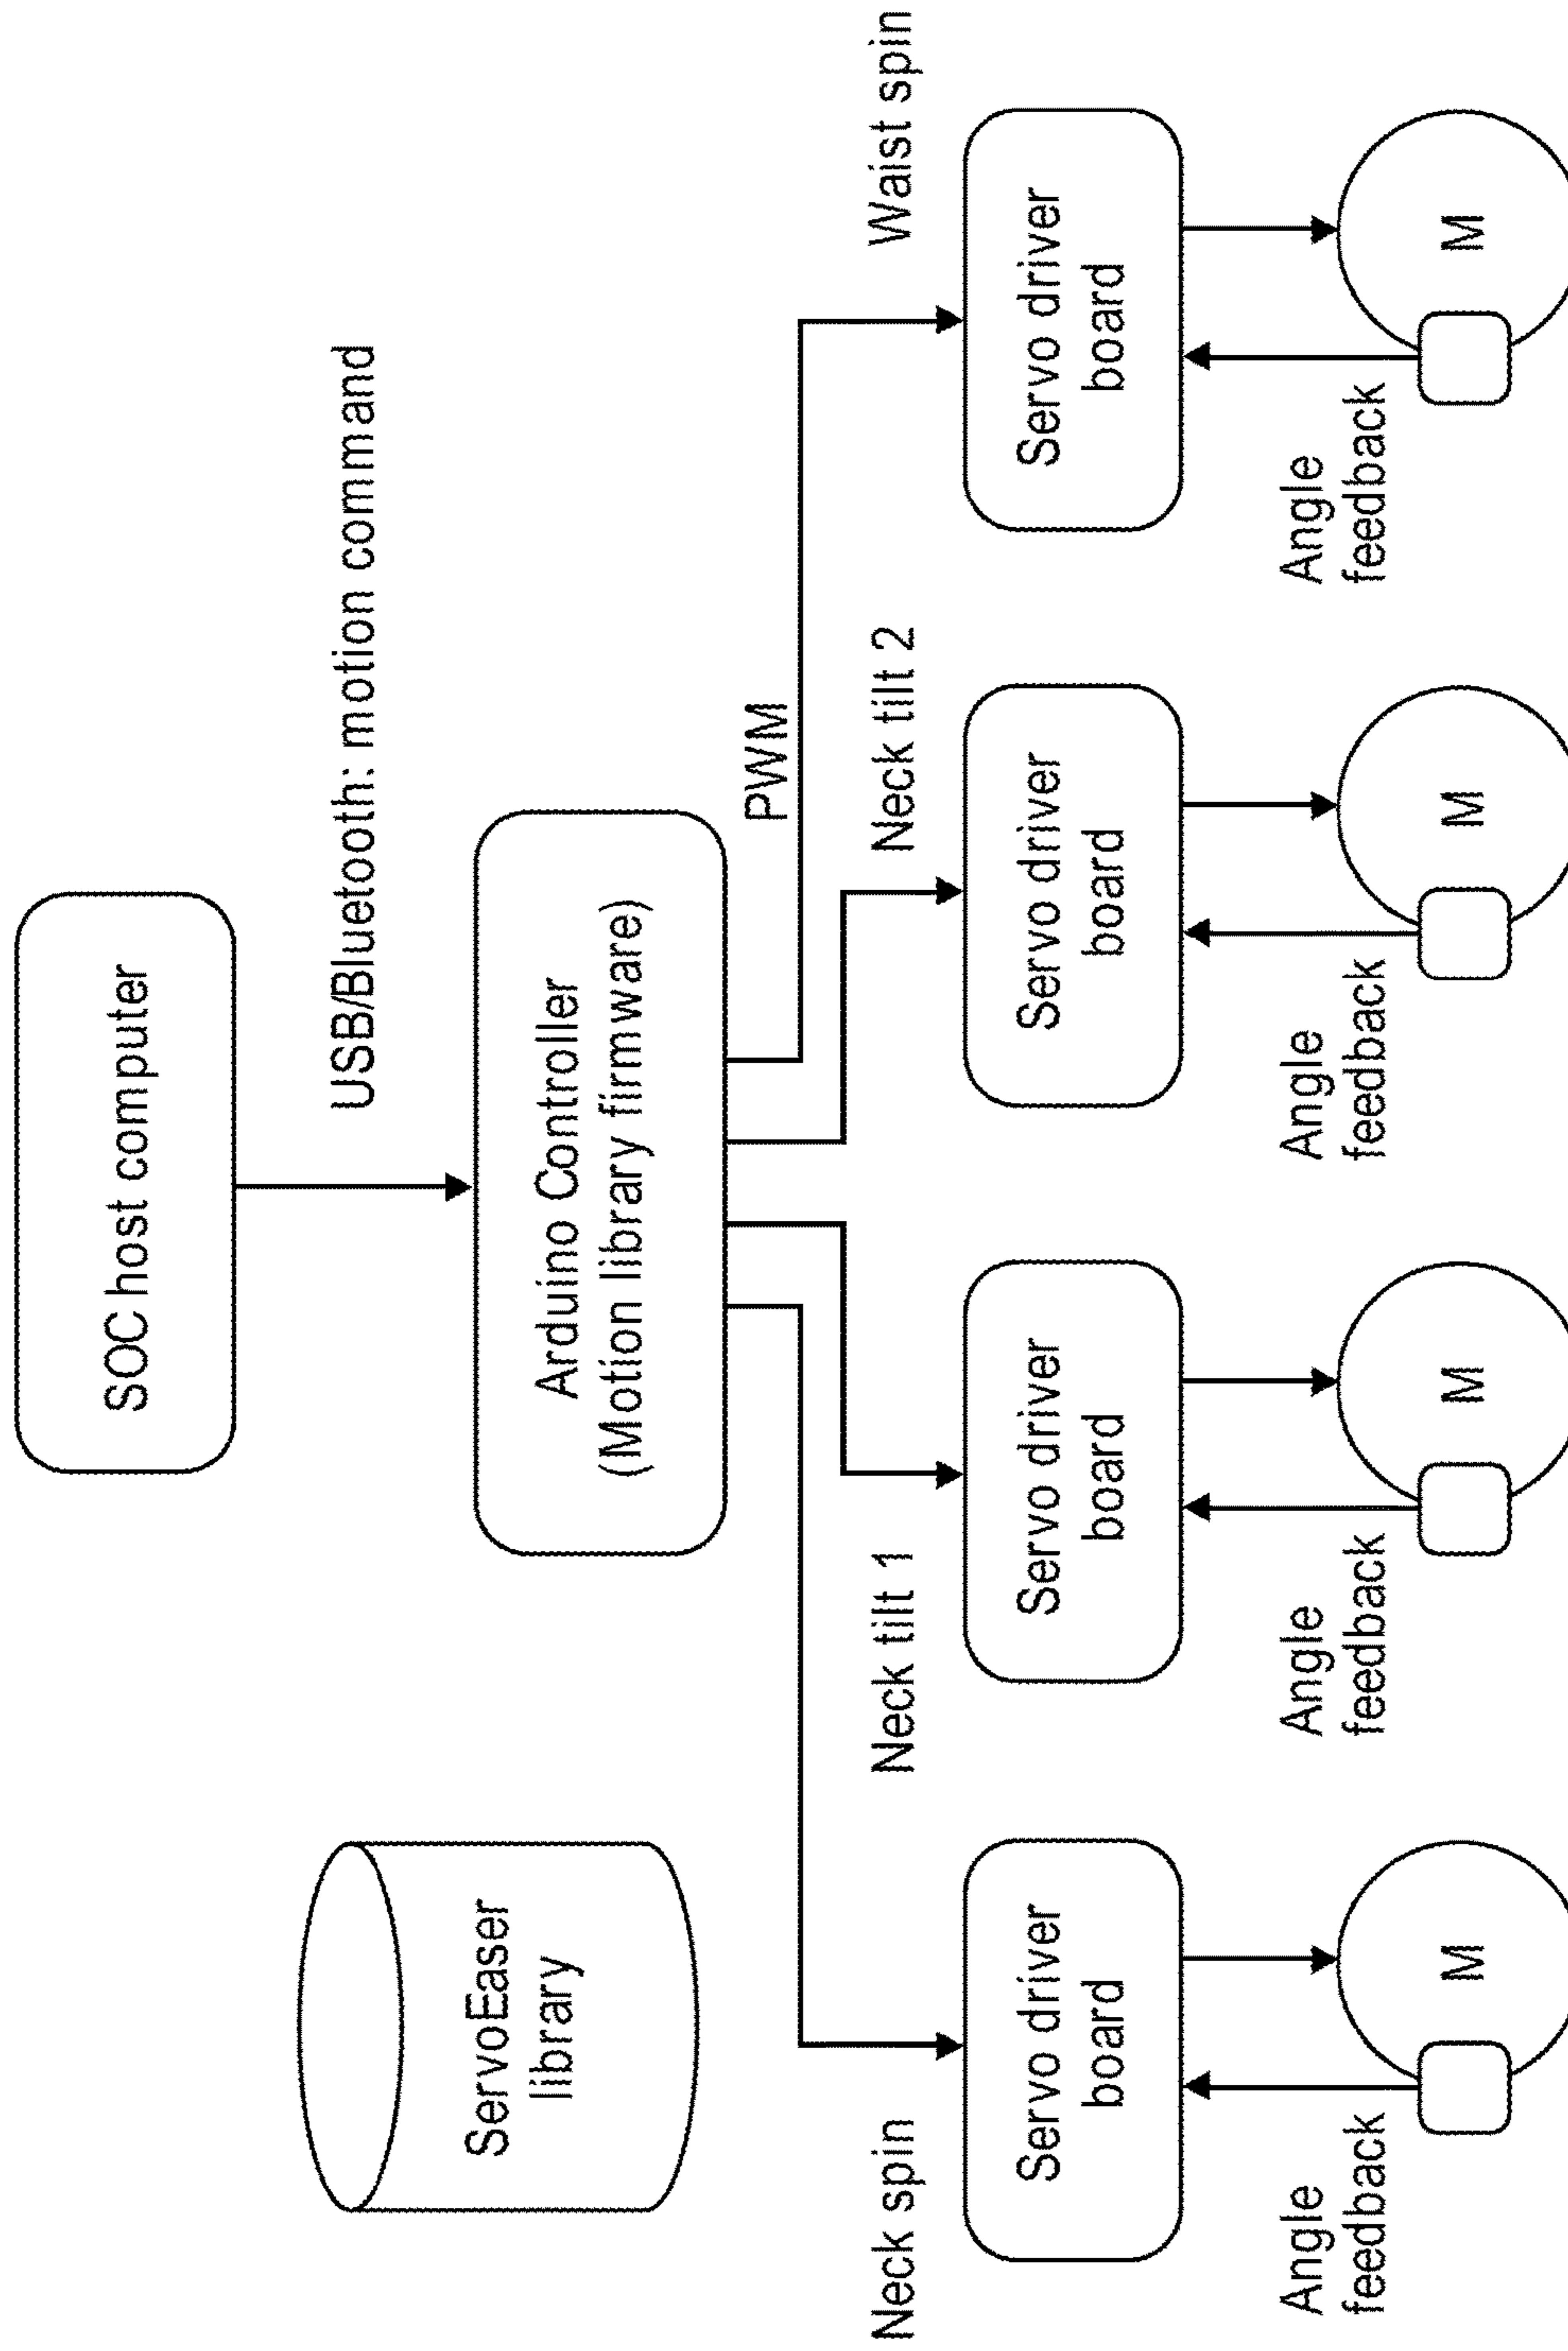 SOC host computer
USB/Bluetooth: motion command
ServoEaser
library
Arduino Controller
(Motion library firmware)
PWM
Neck spin
Neck tilt 1
Neck tilt 2
Waist spin
Servo driver
board
Servo driver
board
Servo driver
board
Servo driver
board
Angle
feedback
Angle
feedback
Angle
feedback
Angle
feedback
M
M
M
M